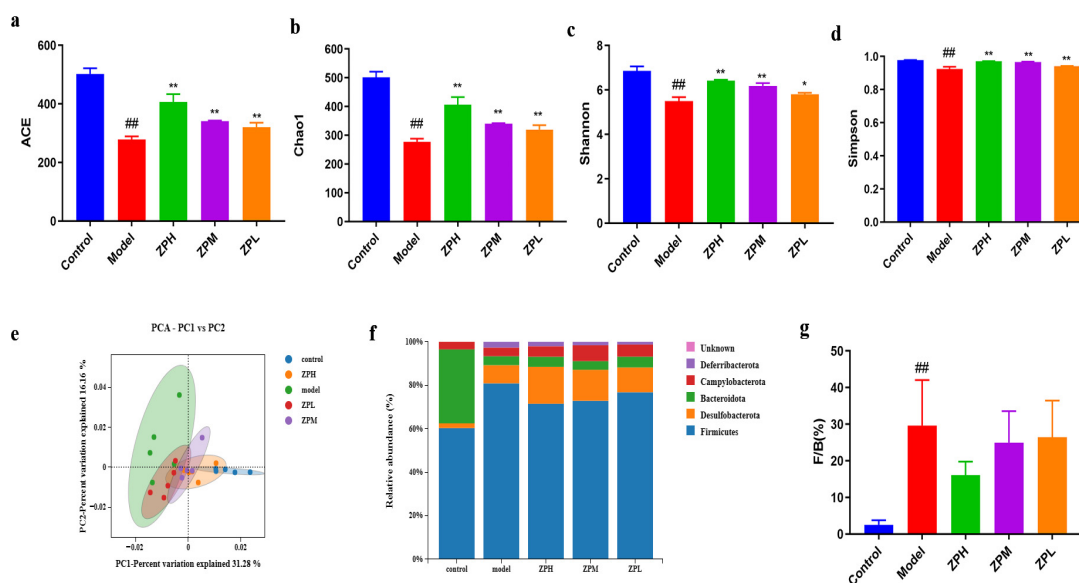 a
600
400
200
0
ACE
##
**
**
**
Control
Model
ZPH
ZPM
ZPL
b
600
500
400
300
200
100
0
Chao1
##
**
**
**
Control
Model
ZPH
ZPM
ZPL
c
8
6
4
2
0
Shannon
##
**
**
*
Control
Model
ZPH
ZPM
ZPL
d
1.0
0.8
0.6
0.4
0.2
0.0
Simpson
##
**
**
**
Control
Model
ZPH
ZPM
ZPL
e
PCA - PC1 vs PC2
PC2-Percent variation explained 16.16 %
0.04
0.02
0
−0.02
−0.02
0
0.02
PC1-Percent variation explained 31.28 %
control
ZPH
model
ZPL
ZPM
f
Relative abundance (%)
100%
80%
60%
40%
20%
0%
control
model
ZPH
ZPM
ZPL
Unknown
Deferribacterota
Campylobacterota
Bacteroidota
Desulfobacterota
Firmicutes
g
50
40
30
20
10
0
F/B(%)
##
Control
Model
ZPH
ZPM
ZPL